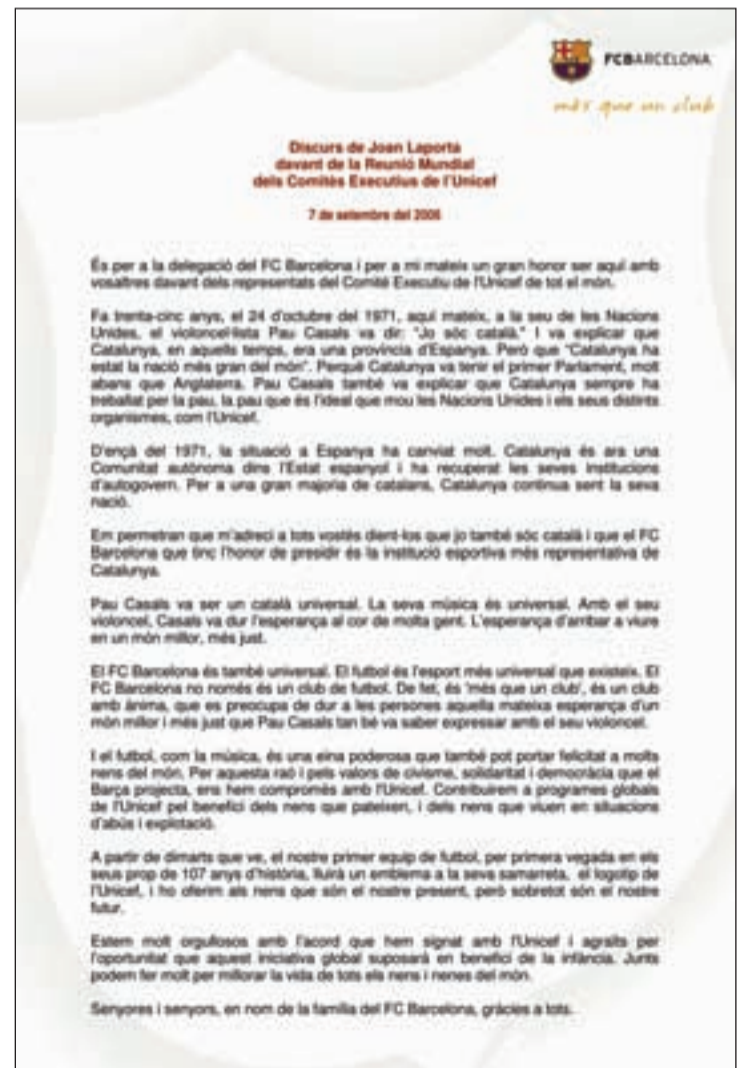 FCBARCELONA
més que un club
Discurs de Joan Laporta
davant de la Reunió Mundial
dels Comitès Executius de l'Unicef
7 de setembre del 2006
És per a la delegació del FC Barcelona i per a mi mateix un gran honor ser aquí amb
vosaltres davant dels representats del Comitè Executiu de l'Unicef de tot el món.
Fa trenta-cinc anys, el 24 d'octubre del 1971, aquí mateix, a la seu de les Nacions
Unides, el violoncel·lista Pau Casals va dir: "Jo sóc català." I va explicar que
Catalunya, en aquells temps, era una província d'Espanya. Però que "Catalunya ha
estat la nació més gran del món". Perquè Catalunya va tenir el primer Parlament, molt
abans que Anglaterra. Pau Casals també va explicar que Catalunya sempre ha
treballat per la pau, la pau que és l'ideal que mou les Nacions Unides i els seus distints
organismes, com l'Unicef.
D'ençà del 1971, la situació a Espanya ha canviat molt. Catalunya és ara una
Comunitat autònoma dins l'Estat espanyol i ha recuperat les seves institucions
d'autogovern. Per a una gran majoria de catalans, Catalunya continua sent la seva
nació.
Em permetran que m'adreci a tots vostès dient-los que jo també sóc català i que el FC
Barcelona que tinc l'honor de presidir és la institució esportiva més representativa de
Catalunya.
Pau Casals va ser un català universal. La seva música és universal. Amb el seu
violoncel, Casals va dur l'esperança al cor de molta gent. L'esperança d'arribar a viure
en un món millor, més just.
El FC Barcelona és també universal. El futbol és l'esport més universal que existeix. El
FC Barcelona no només és un club de futbol. De fet, és 'més que un club', és un club
amb ànima, que es preocupa de dur a les persones aquella mateixa esperança d'un
món millor i més just que Pau Casals tan bé va saber expressar amb el seu violoncel.
I el futbol, com la música, és una eina poderosa que també pot portar felicitat a molts
nens del món. Per aquesta raó i pels valors de civisme, solidaritat i democràcia que el
Barça projecta, ens hem compromès amb l'Unicef. Contribuirem a programes globals
de l'Unicef pel benefici dels nens que pateixen, i dels nens que viuen en situacions
d'abús i explotació.
A partir de dimarts que ve, el nostre primer equip de futbol, per primera vegada en els
seus prop de 107 anys d'història, lluirà un emblema a la seva samarreta, el logotip de
l'Unicef, i ho oferim als nens que són el nostre present, però sobretot són el nostre
futur.
Estem molt orgullosos amb l'acord que hem signat amb l'Unicef i agraïts per
l'oportunitat que aquest iniciativa global suposarà en benefici de la infància. Junts
podem fer molt per millorar la vida de tots els nens i nenes del món.
Senyores i senyors, en nom de la família del FC Barcelona, gràcies a tots.